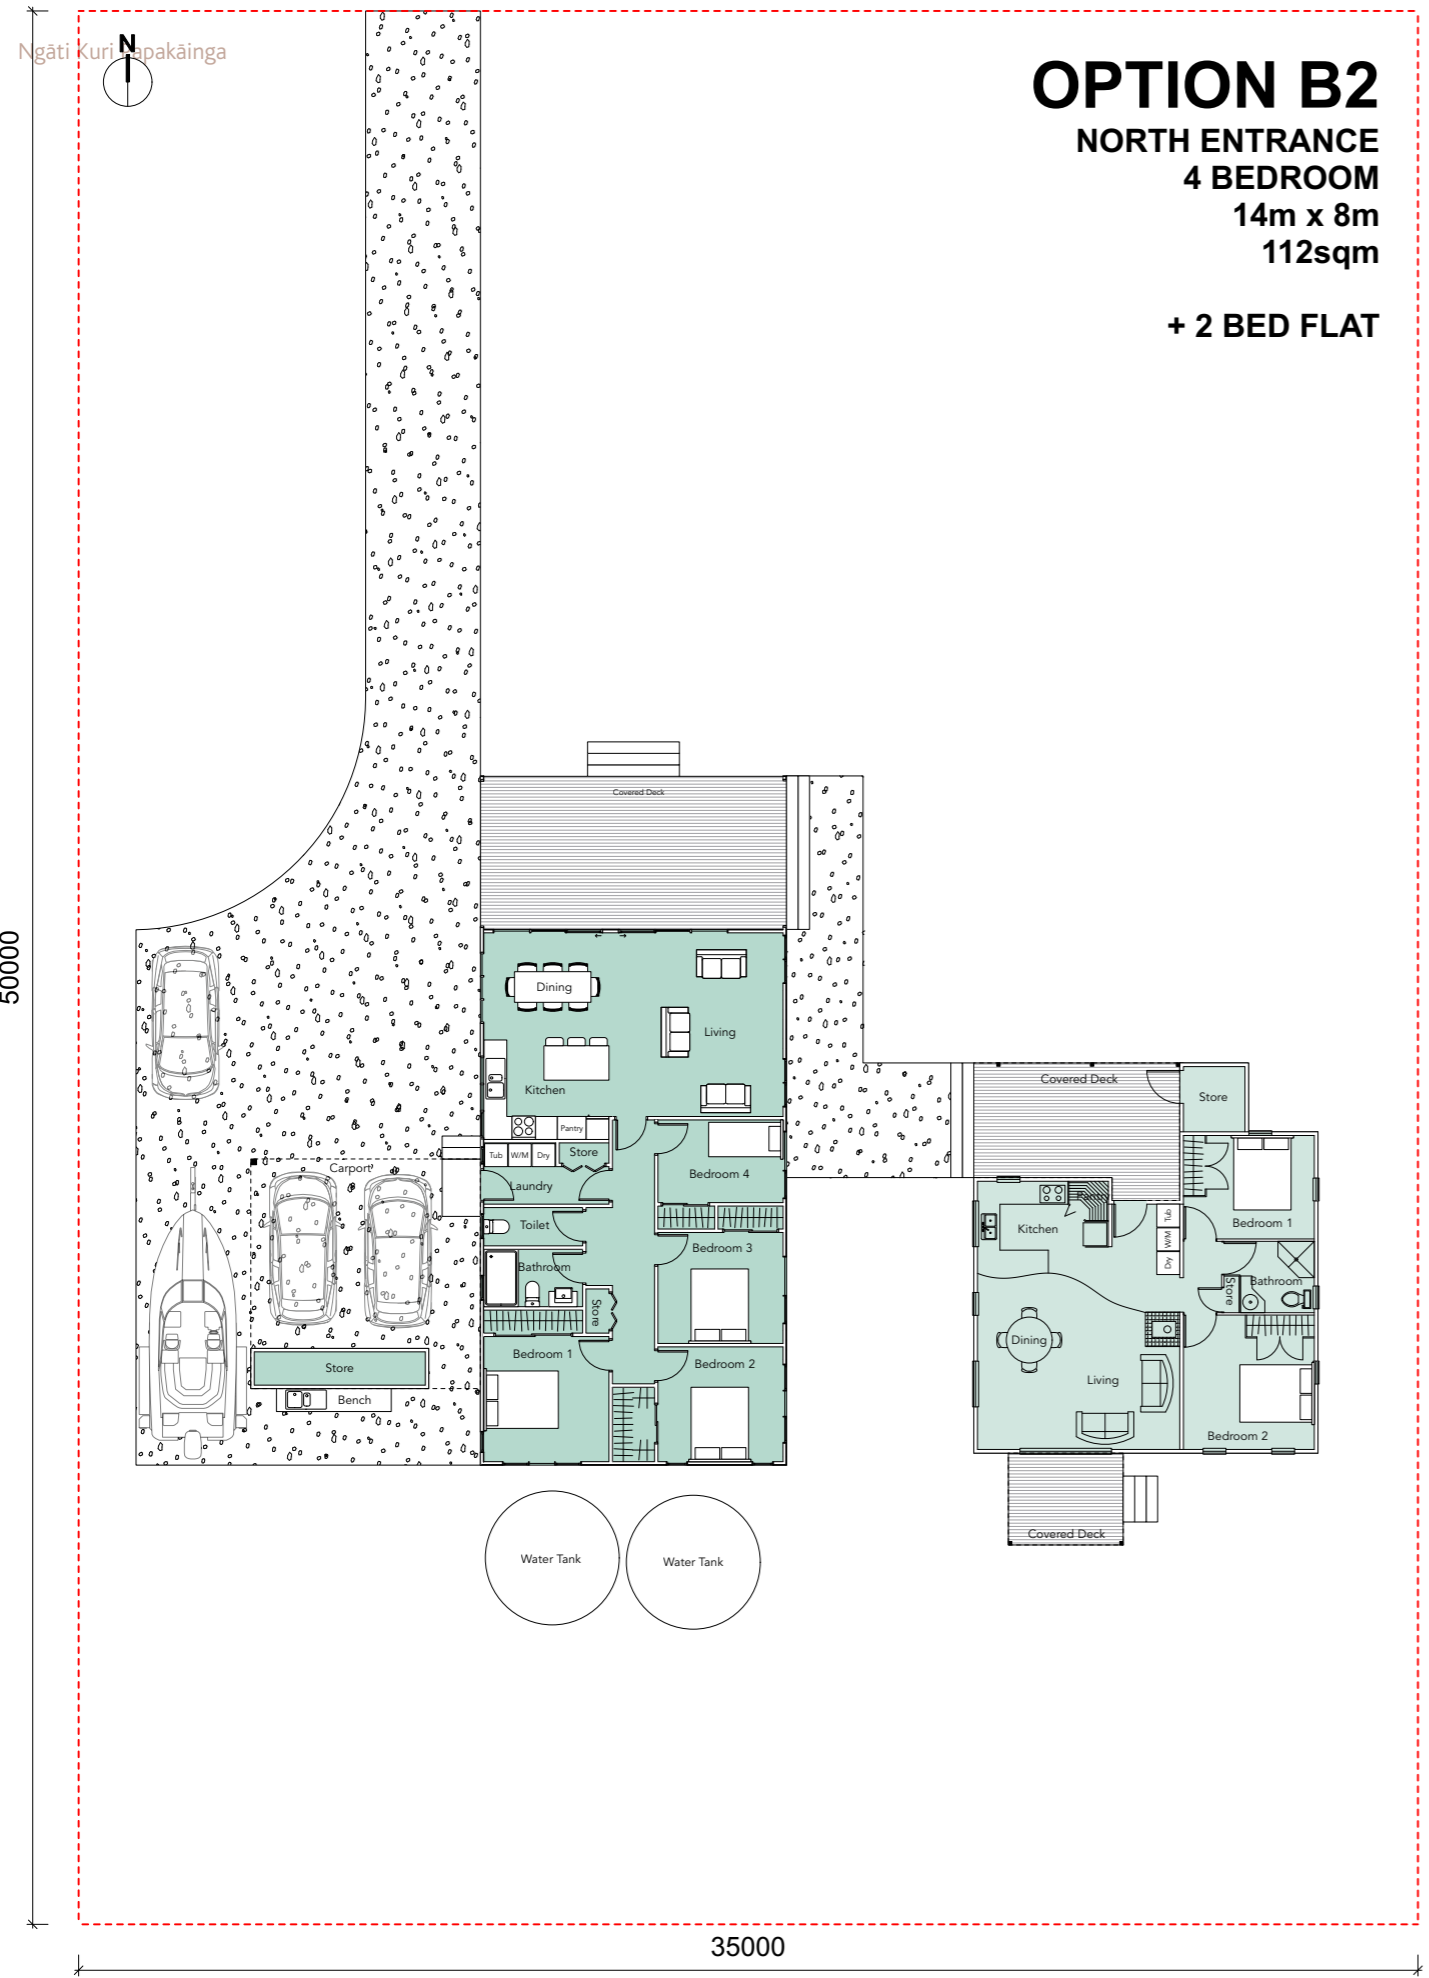 N
Ngāti Kuri Papakāinga
OPTION B2
NORTH ENTRANCE
4 BEDROOM
14m x 8m
112sqm
+ 2 BED FLAT
50000
Covered Deck
Dining
Living
Kitchen
Pantry
Tub
W/M
Dry
Store
Carport
Laundry
Bedroom 4
Toilet
Bedroom 3
Bathroom
Store
Bedroom 1
Bedroom 2
Store
Bench
Water Tank
Water Tank
Covered Deck
Store
Pantry
Kitchen
Tub
W/M
Dry
Bedroom 1
Store
Bathroom
Dining
Living
Bedroom 2
Covered Deck
35000